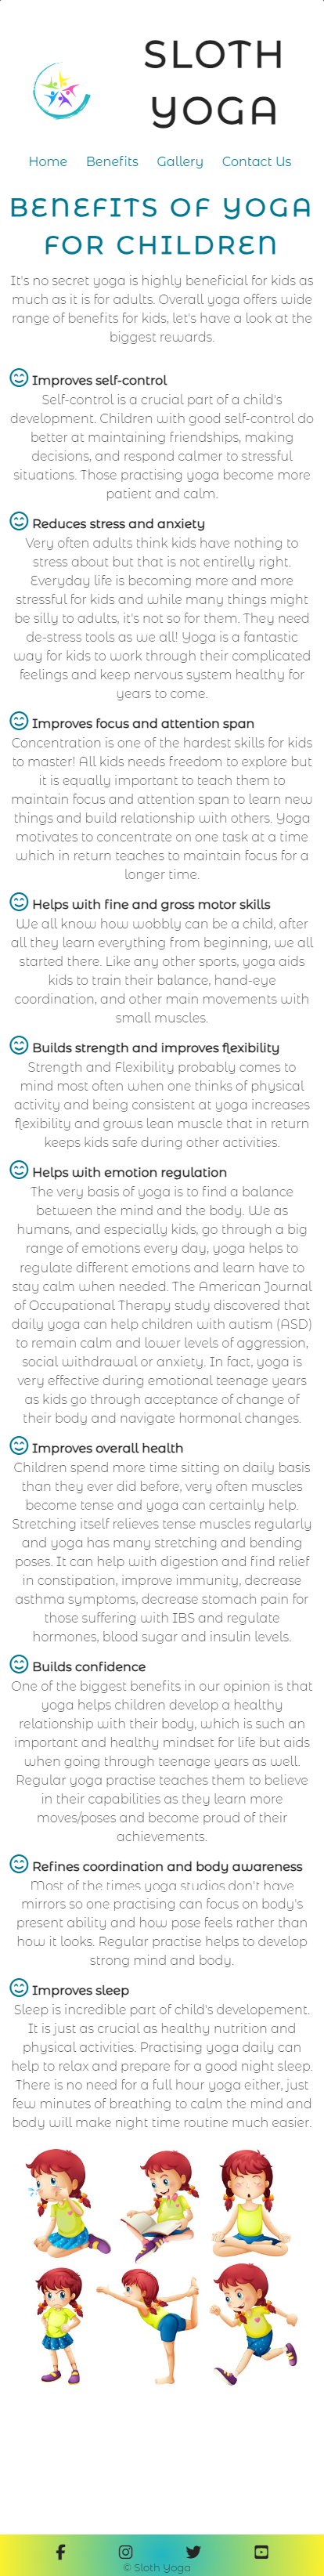 SLOTH
YOGA
Home Benefits Gallery Contact Us
BENEFITS OF YOGA
FOR CHILDREN
It's no secret yoga is highly beneficial for kids as
much as it is for adults. Overall yoga offers wide
range of benefits for kids, let's have a look at the
biggest rewards.
Improves self-control
Self-control is a crucial part of a child's
development. Children with good self-control do
better at maintaining friendships, making
decisions, and respond calmer to stressful
situations. Those practising yoga become more
patient and calm.
Reduces stress and anxiety
Very often adults think kids have nothing to
stress about but that is not entirelly right.
Everyday life is becoming more and more
stressful for kids and while many things might
be silly to adults, it's not so for them. They need
de-stress tools as we all! Yoga is a fantastic
way for kids to work through their complicated
feelings and keep nervous system healthy for
years to come.
Improves focus and attention span
Concentration is one of the hardest skills for kids
to master! All kids needs freedom to explore but
it is equally important to teach them to
maintain focus and attention span to learn new
things and build relationship with others. Yoga
motivates to concentrate on one task at a time
which in return teaches to maintain focus for a
longer time.
Helps with fine and gross motor skills
We all know how wobbly can be a child, after
all they learn everything from beginning, we all
started there. Like any other sports, yoga aids
kids to train their balance, hand-eye
coordination, and other main movements with
small muscles.
Builds strength and improves flexibility
Strength and Flexibility probably comes to
mind most often when one thinks of physical
activity and being consistent at yoga increases
flexibility and grows lean muscle that in return
keeps kids safe during other activities.
Helps with emotion regulation
The very basis of yoga is to find a balance
between the mind and the body. We as
humans, and especially kids, go through a big
range of emotions every day, yoga helps to
regulate different emotions and learn have to
stay calm when needed. The American Journal
of Occupational Therapy study discovered that
daily yoga can help children with autism (ASD)
to remain calm and lower levels of aggression,
social withdrawal or anxiety. In fact, yoga is
very effective during emotional teenage years
as kids go through acceptance of change of
their body and navigate hormonal changes.
Improves overall health
Children spend more time sitting on daily basis
than they ever did before, very often muscles
become tense and yoga can certainly help.
Stretching itself relieves tense muscles regularly
and yoga has many stretching and bending
poses. It can help with digestion and find relief
in constipation, improve immunity, decrease
asthma symptoms, decrease stomach pain for
those suffering with IBS and regulate
hormones, blood sugar and insulin levels.
Builds confidence
One of the biggest benefits in our opinion is that
yoga helps children develop a healthy
relationship with their body, which is such an
important and healthy mindset for life but aids
when going through teenage years as well.
Regular yoga practise teaches them to believe
in their capabilities as they learn more
moves/poses and become proud of their
achievements.
Refines coordination and body awareness
Most of the times yoga studios don't have
mirrors so one practising can focus on body's
present ability and how pose feels rather than
how it looks. Regular practise helps to develop
strong mind and body.
Improves sleep
Sleep is incredible part of child's developement.
It is just as crucial as healthy nutrition and
physical activities. Practising yoga daily can
help to relax and prepare for a good night sleep.
There is no need for a full hour yoga either, just
few minutes of breathing to calm the mind and
body will make night time routine much easier.
© Sloth Yoga